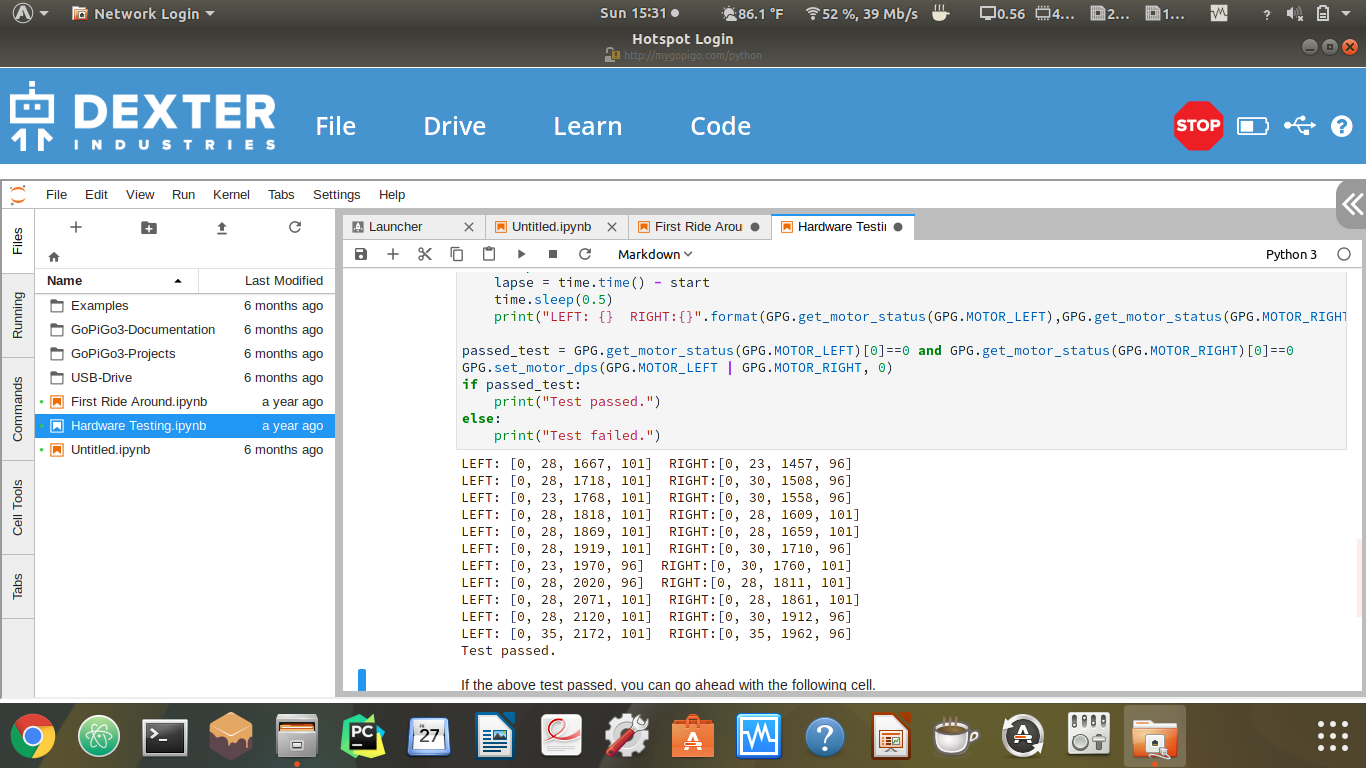 Network Login
Sun 15:31
86.1 °F
52 %, 39 Mb/s
0.56
4…
2…
1…
?
Hotspot Login
http://mygopigo.com/python
DEXTER
INDUSTRIES
File Drive Learn Code
STOP
?
File Edit View Run Kernel Tabs Settings Help
Files
Running
Commands
Cell Tools
Tabs
Name Last Modified
Examples 6 months ago
GoPiGo3-Documentation 6 months ago
GoPiGo3-Projects 6 months ago
USB-Drive 6 months ago
First Ride Around.ipynb a year ago
Hardware Testing.ipynb a year ago
Untitled.ipynb 6 months ago
Launcher
Untitled.ipynb
First Ride Arou
Hardware Testi
Markdown
Python 3
lapse = time.time() - start
time.sleep(0.5)
print("LEFT: {}  RIGHT:{}".format(GPG.get_motor_status(GPG.MOTOR_LEFT),GPG.get_motor_status(GPG.MOTOR_RIGHT
passed_test = GPG.get_motor_status(GPG.MOTOR_LEFT)[0]==0 and GPG.get_motor_status(GPG.MOTOR_RIGHT)[0]==0
GPG.set_motor_dps(GPG.MOTOR_LEFT | GPG.MOTOR_RIGHT, 0)
if passed_test:
print("Test passed.")
else:
print("Test failed.")
LEFT: [0, 28, 1667, 101]  RIGHT:[0, 23, 1457, 96]
LEFT: [0, 28, 1718, 101]  RIGHT:[0, 30, 1508, 96]
LEFT: [0, 23, 1768, 101]  RIGHT:[0, 30, 1558, 96]
LEFT: [0, 28, 1818, 101]  RIGHT:[0, 28, 1609, 101]
LEFT: [0, 28, 1869, 101]  RIGHT:[0, 28, 1659, 101]
LEFT: [0, 28, 1919, 101]  RIGHT:[0, 30, 1710, 96]
LEFT: [0, 23, 1970, 96]  RIGHT:[0, 30, 1760, 101]
LEFT: [0, 28, 2020, 96]  RIGHT:[0, 28, 1811, 101]
LEFT: [0, 28, 2071, 101]  RIGHT:[0, 28, 1861, 101]
LEFT: [0, 28, 2120, 101]  RIGHT:[0, 30, 1912, 96]
LEFT: [0, 35, 2172, 101]  RIGHT:[0, 35, 1962, 96]
Test passed.
If the above test passed, you can go ahead with the following cell.
PC
27
?